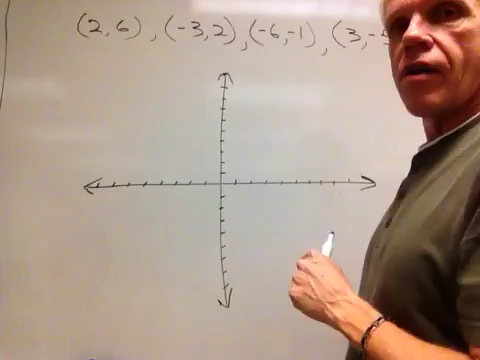 (2,6), (-3,2), (-6,-1), (3,-